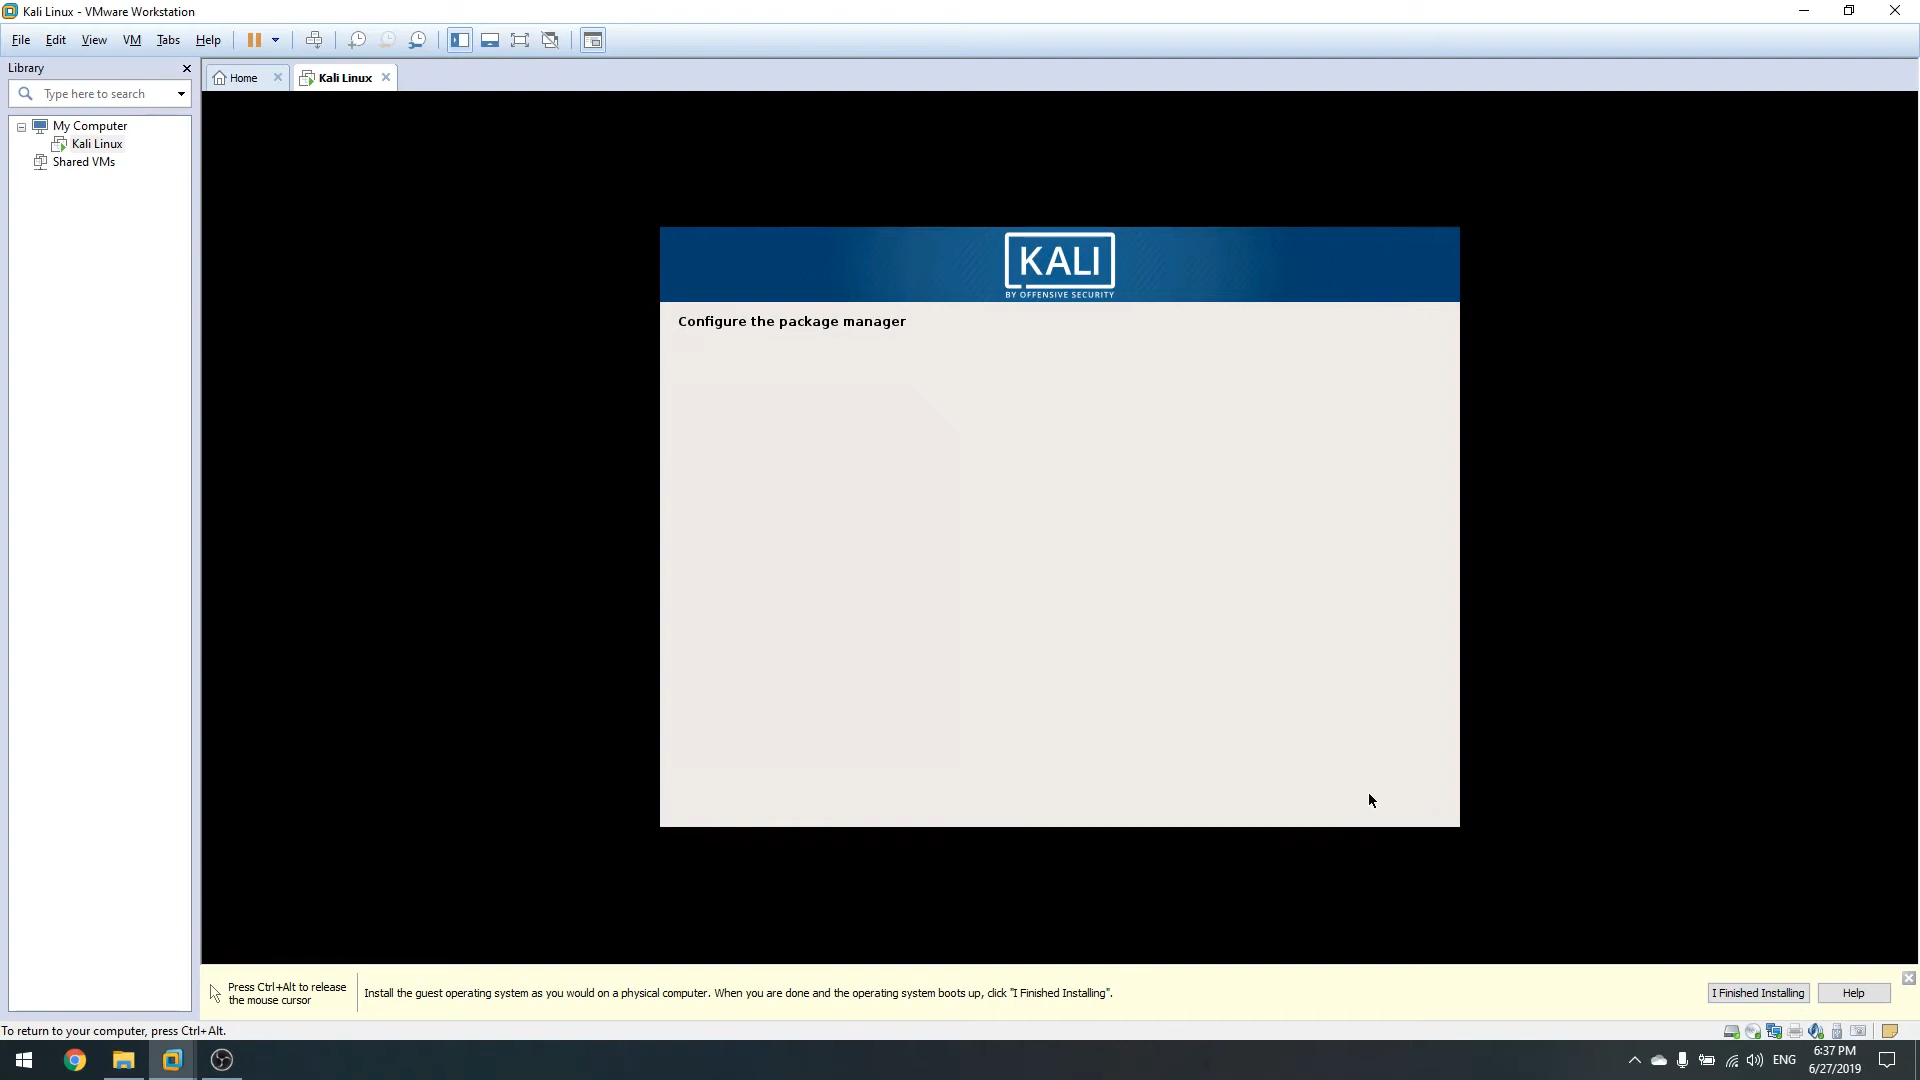 Kali Linux - VMware Workstation
File Edit View VM Tabs Help
Library
Type here to search
Home
Kali Linux
My Computer
Kali Linux
Shared VMs
KALI
BY OFFENSIVE SECURITY
Configure the package manager
Press Ctrl+Alt to release
the mouse cursor
Install the guest operating system as you would on a physical computer. When you are done and the operating system boots up, click "I Finished Installing".
I Finished Installing
Help
To return to your computer, press Ctrl+Alt.
ENG
6:37 PM
6/27/2019